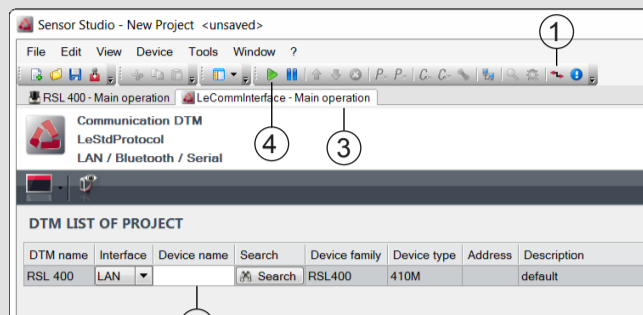 Sensor Studio - New Project <unsaved>
1
File Edit View Device Tools Window ?
P- P- C- C-
RSL 400 - Main operation LeCommInterface - Main operation
Communication DTM
LeStdProtocol
LAN / Bluetooth / Serial
4
3
DTM LIST OF PROJECT
DTM name Interface Device name Search Device family Device type Address Description
RSL 400 LAN Search RSL400 410M default